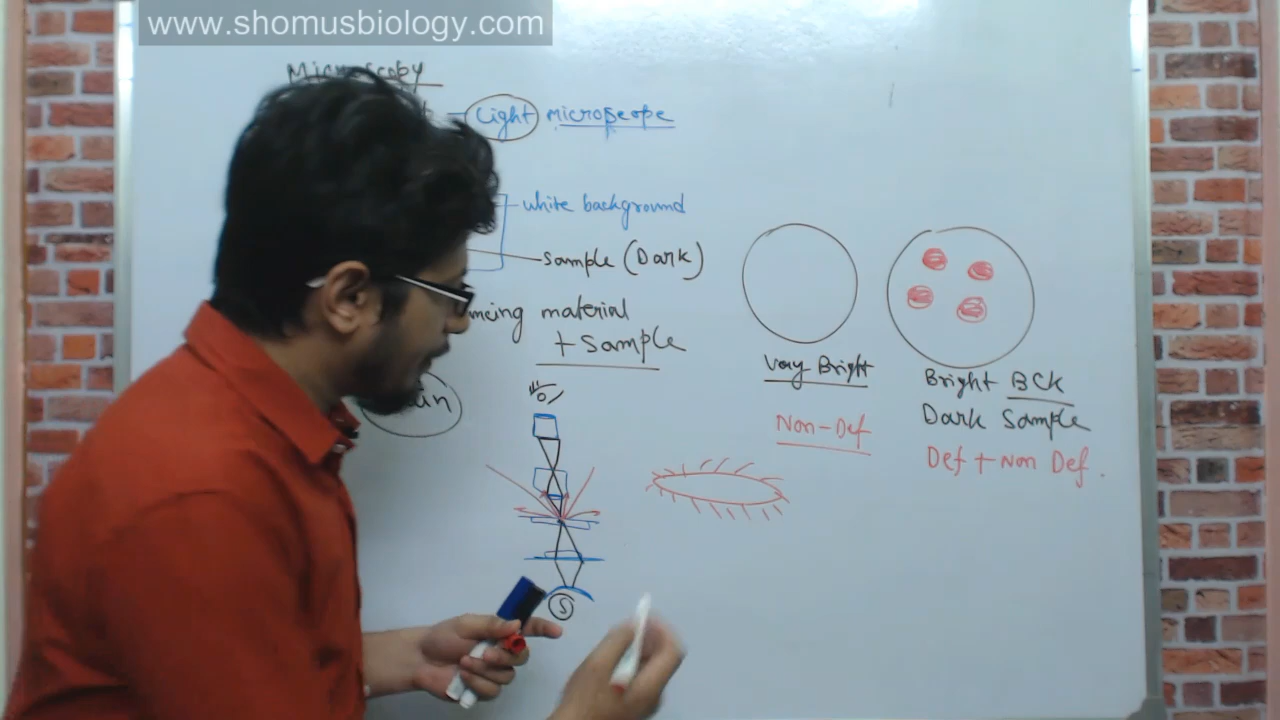 www.shomusbiology.com
Microscopy
Light microscope
white background
Sample (Dark)
material
+ Sample
Very Bright
Non-Def
Bright BCK
Dark Sample
Def + Non Def.
S